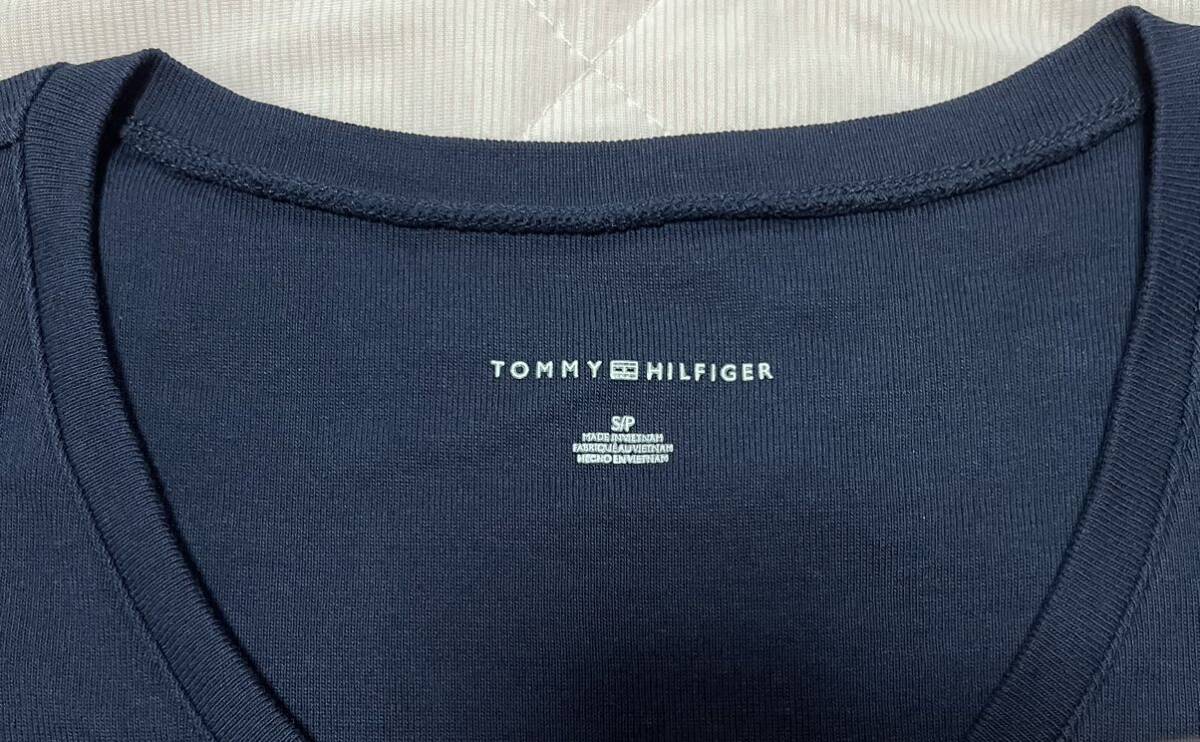 TOMMY HILFIGER
S/P
MADE IN VIETNAM
FABRIQUÉ AU VIETNAM
HECHO EN VIETNAM